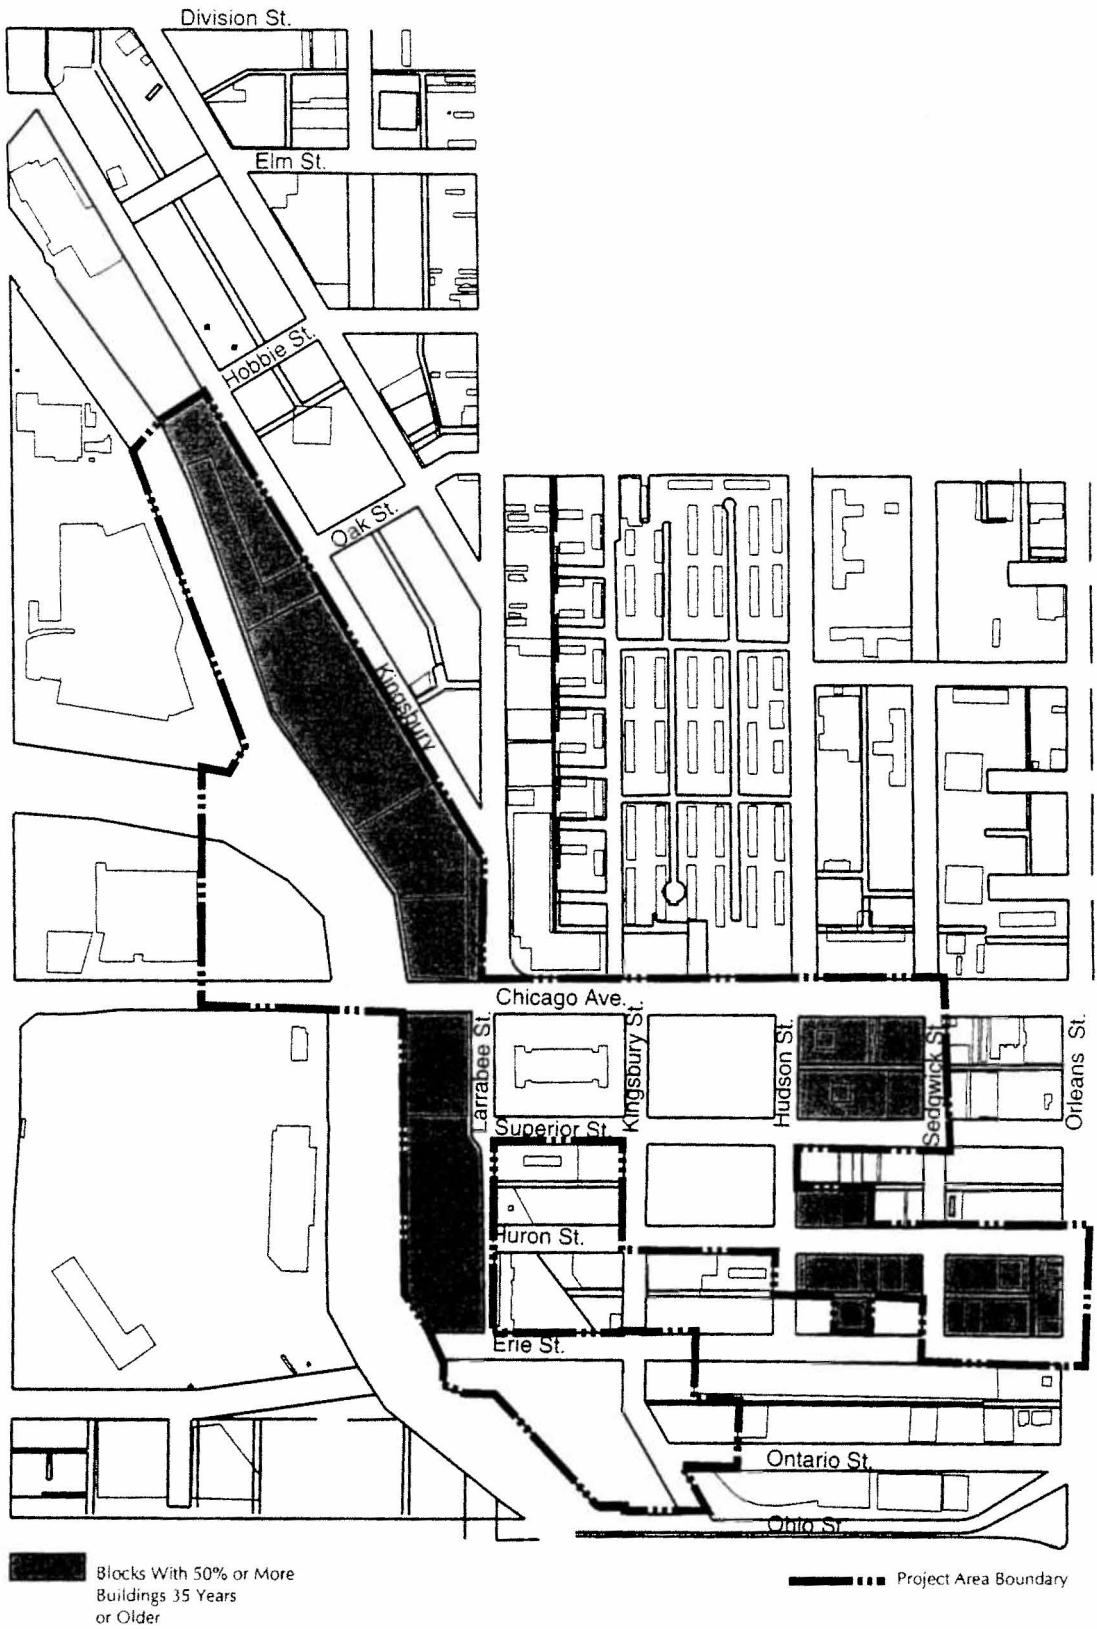 Division St.
Elm St.
Hobbie St.
Oak St.
Kingsbury
Chicago Ave.
Larrabee St.
Kingsbury St.
Hudson St.
Sedgwick St.
Orleans St.
Superior St.
Huron St.
Erie St.
Ontario St.
Ohio St.
Blocks With 50% or More
Buildings 35 Years
or Older
Project Area Boundary